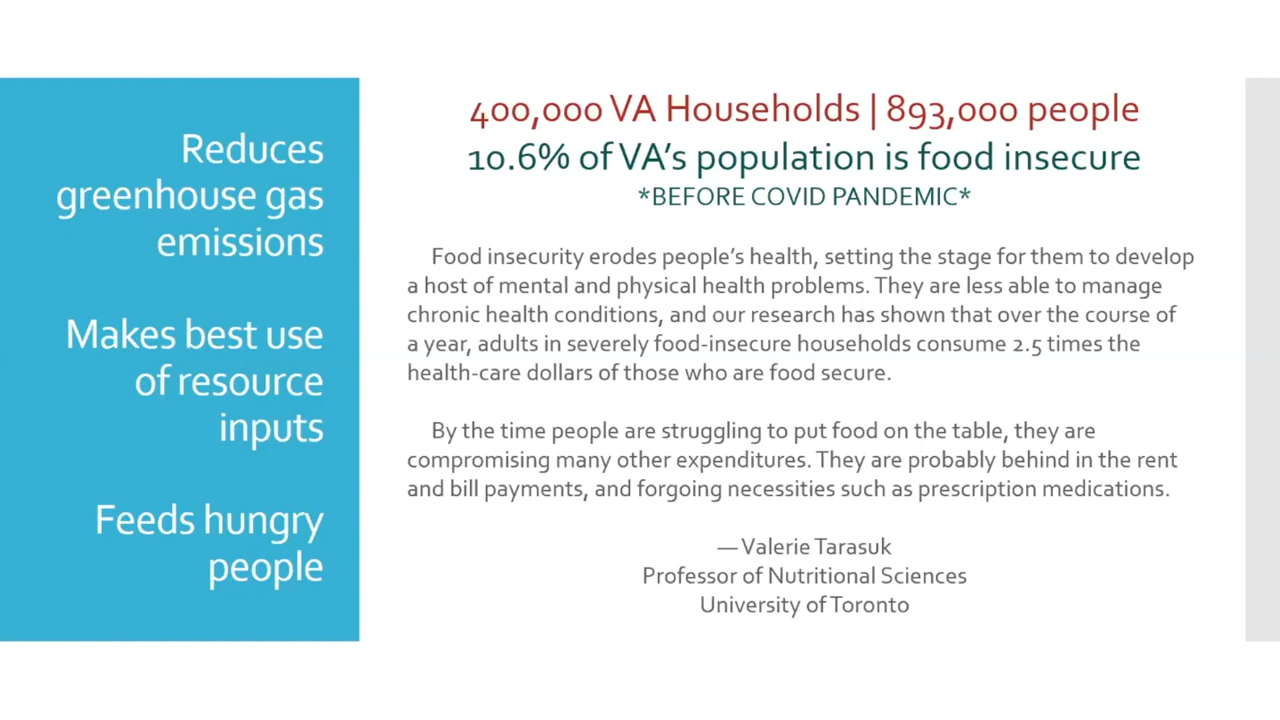 Reduces
greenhouse gas
emissions
Makes best use
of resource
inputs
Feeds hungry
people
400,000 VA Households | 893,000 people
10.6% of VA's population is food insecure
*BEFORE COVID PANDEMIC*
Food insecurity erodes people's health, setting the stage for them to develop
a host of mental and physical health problems. They are less able to manage
chronic health conditions, and our research has shown that over the course of
a year, adults in severely food-insecure households consume 2.5 times the
health-care dollars of those who are food secure.
By the time people are struggling to put food on the table, they are
compromising many other expenditures. They are probably behind in the rent
and bill payments, and forgoing necessities such as prescription medications.
— Valerie Tarasuk
Professor of Nutritional Sciences
University of Toronto